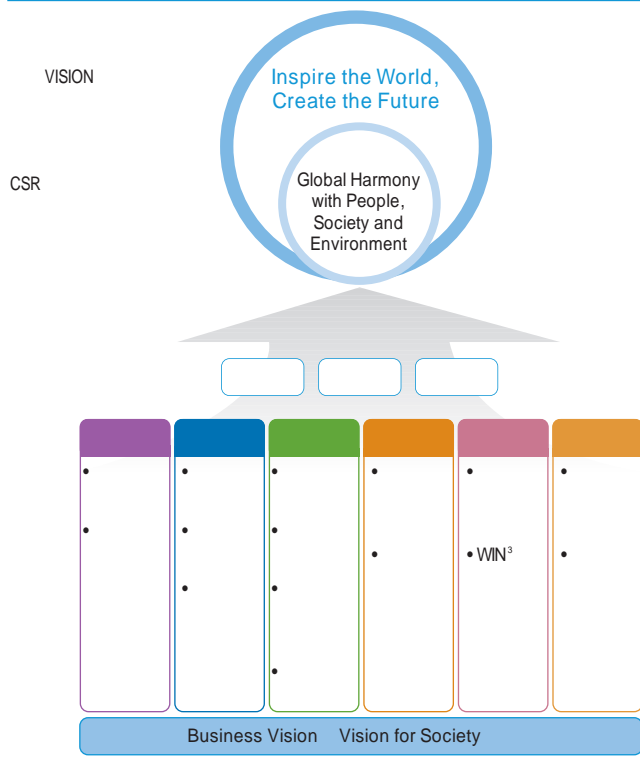 VISION
Inspire the World,
Create the Future
CSR
Global Harmony
with People,
Society and
Environment
• WIN³
Business Vision Vision for Society